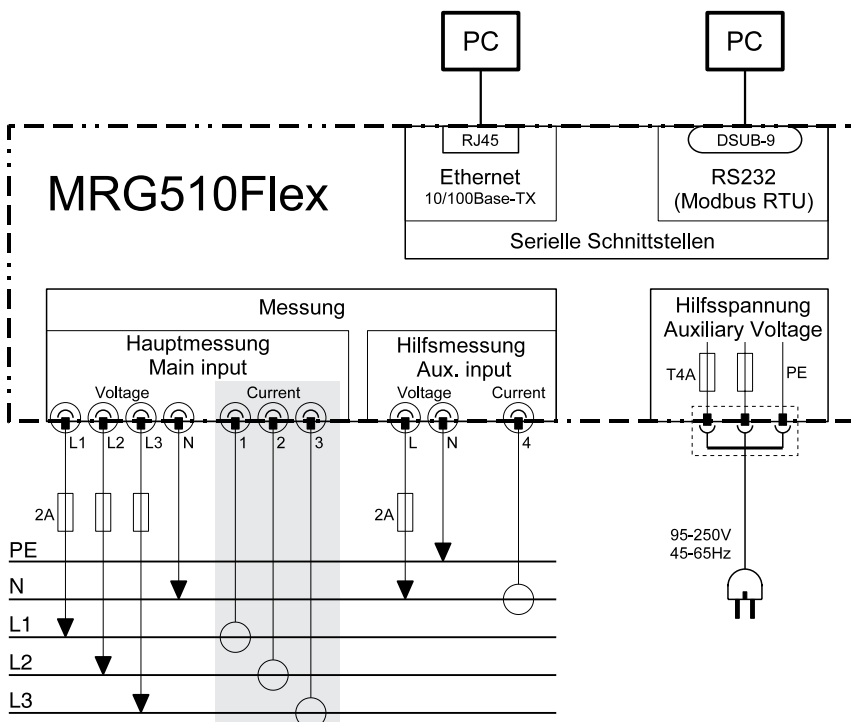 PC
PC
RJ45
DSUB-9
MRG510Flex
Ethernet
10/100Base-TX
RS232
(Modbus RTU)
Serielle Schnittstellen
Messung
Hauptmessung
Main input
Hilfsmessung
Aux. input
Hilfsspannung
Auxiliary Voltage
T4A
PE
Voltage
Current
Voltage
Current
L1
L2
L3
N
1
2
3
L
N
4
2A
2A
95-250V
45-65Hz
PE
N
L1
L2
L3